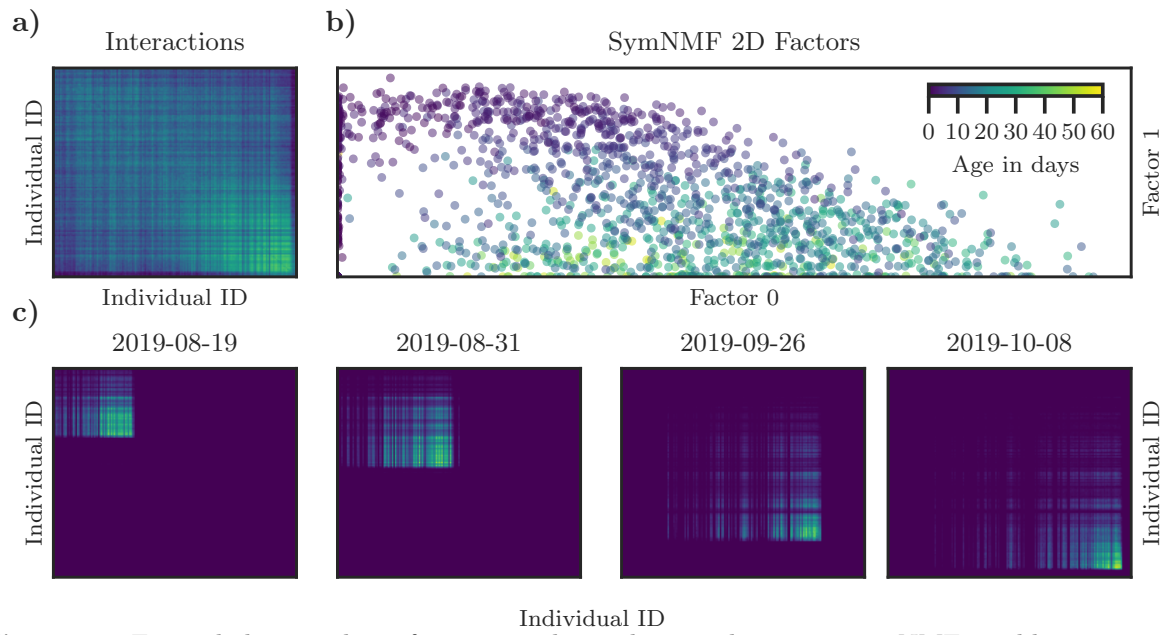 a)
Interactions
Individual ID
Individual ID
b)
SymNMF 2D Factors
0 10 20 30 40 50 60
Age in days
Factor 1
Factor 0
c)
2019-08-19
2019-08-31
2019-09-26
2019-10-08
Individual ID
Individual ID
Individual ID